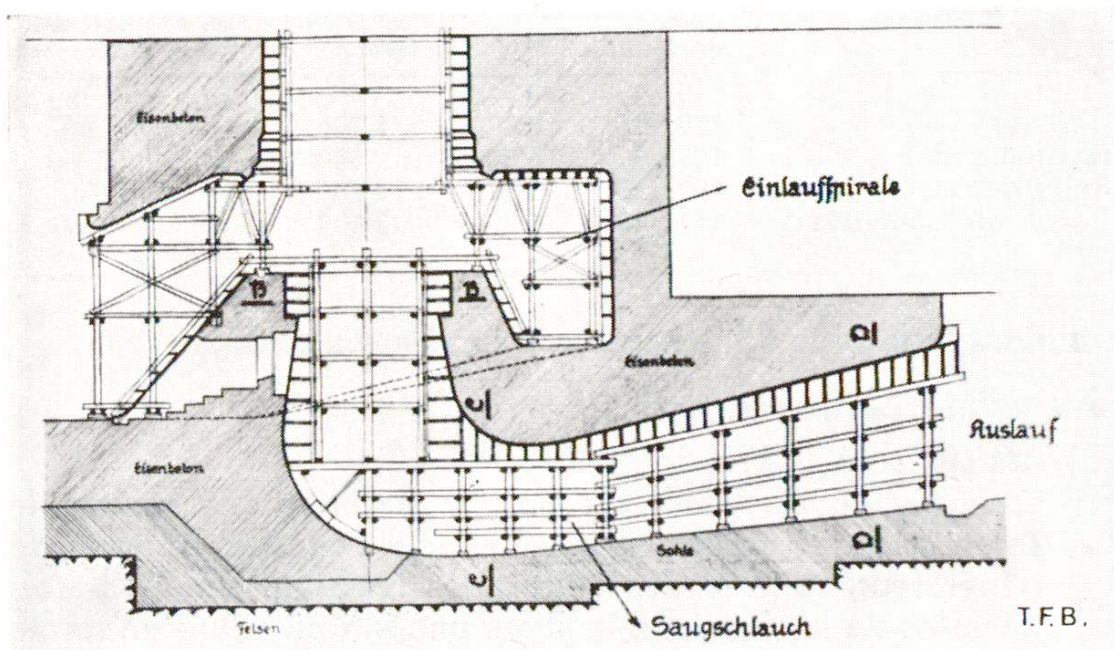 Eisenbeton
Einlaufspirale
B
B
D
Eisenbeton
C
Auslauf
Eisenbeton
Sohle
D
C
Felsen
Saugschlauch
T.F.B.